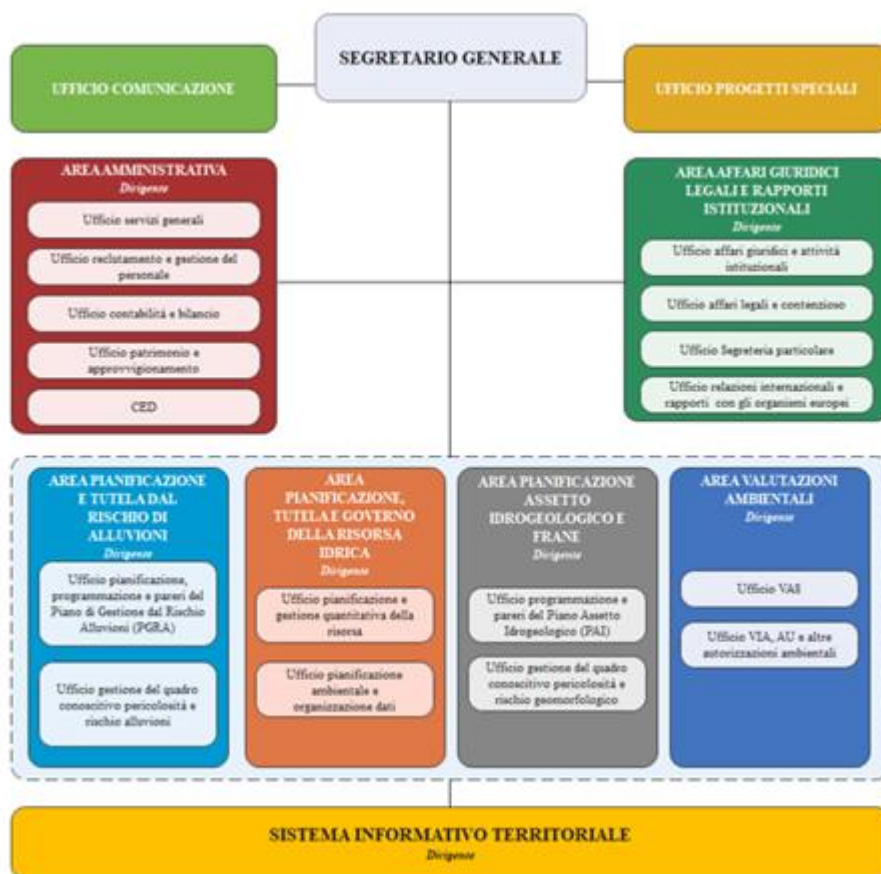 SEGRETARIO GENERALE
UFFICIO COMUNICAZIONE
UFFICIO PROGETTI SPECIALI
AREA AMMINISTRATIVA
Dirigente
Ufficio servizi generali
Ufficio reclutamento e gestione del
personale
Ufficio contabilità e bilancio
Ufficio patrimonio e
approvvigionamento
CED
AREA AFFARI GIURIDICI
LEGALI E RAPPORTI
ISTITUZIONALI
Dirigente
Ufficio affari giuridici e attività
istituzionali
Ufficio affari legali e contenzioso
Ufficio Segreteria particolare
Ufficio relazioni internazionali e
rapporti con gli organismi europei
AREA PIANIFICAZIONE
E TUTELA DAL
RISCHIO DI
ALLUVIONI
Dirigente
Ufficio pianificazione,
programmazione e pareri del
Piano di Gestione dal Rischio
Alluvioni (PGRA)
Ufficio gestione del quadro
conoscitivo pericolosità e
rischio alluvioni
AREA
PIANIFICAZIONE,
TUTELA E GOVERNO
DELLA RISORSA
IDRICA
Dirigente
Ufficio pianificazione e
gestione quantitativa della
risorsa
Ufficio pianificazione
ambientale e
organizzazione dati
AREA PIANIFICAZIONE
ASSETTO
IDROGEOLOGICO E
FRANE
Dirigente
Ufficio programmazione e
pareri del Piano Assetto
Idrogeologico (PAI)
Ufficio gestione del quadro
conoscitivo pericolosità e
rischio geomorfologico
AREA VALUTAZIONI
AMBIENTALI
Dirigente
Ufficio VAS
Ufficio VIA, AU e altre
autorizzazioni ambientali
SISTEMA INFORMATIVO TERRITORIALE
Dirigente